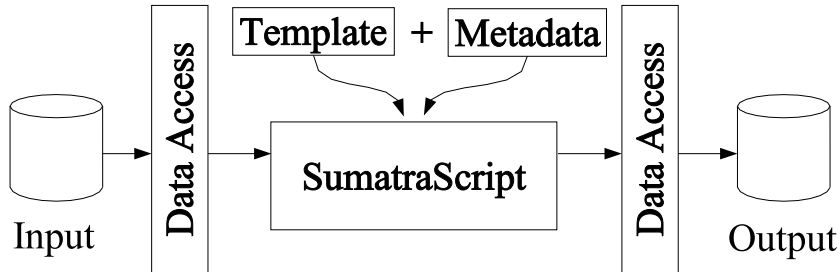 Template + Metadata
Data Access
SumatraScript
Data Access
Input
Output